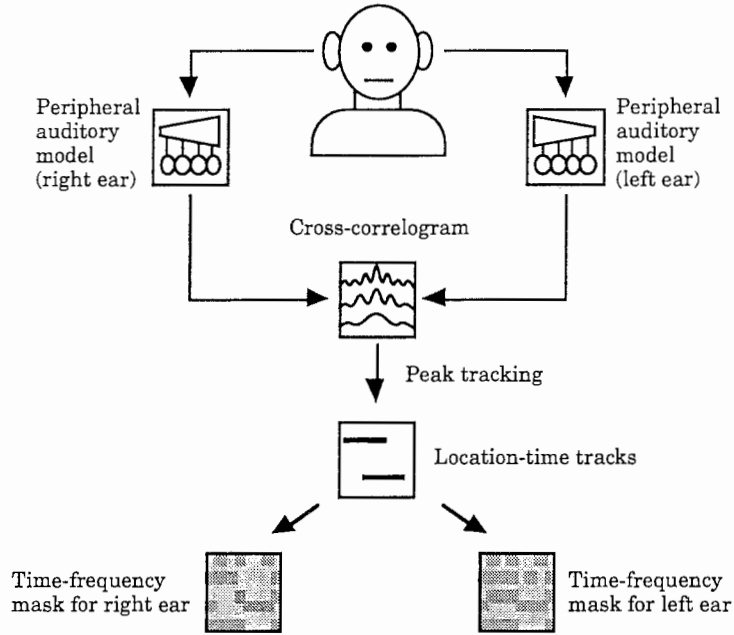 Peripheral
auditory
model
(right ear)
Peripheral
auditory
model
(left ear)
Cross-correlogram
Peak tracking
Location-time tracks
Time-frequency
mask for right ear
Time-frequency
mask for left ear